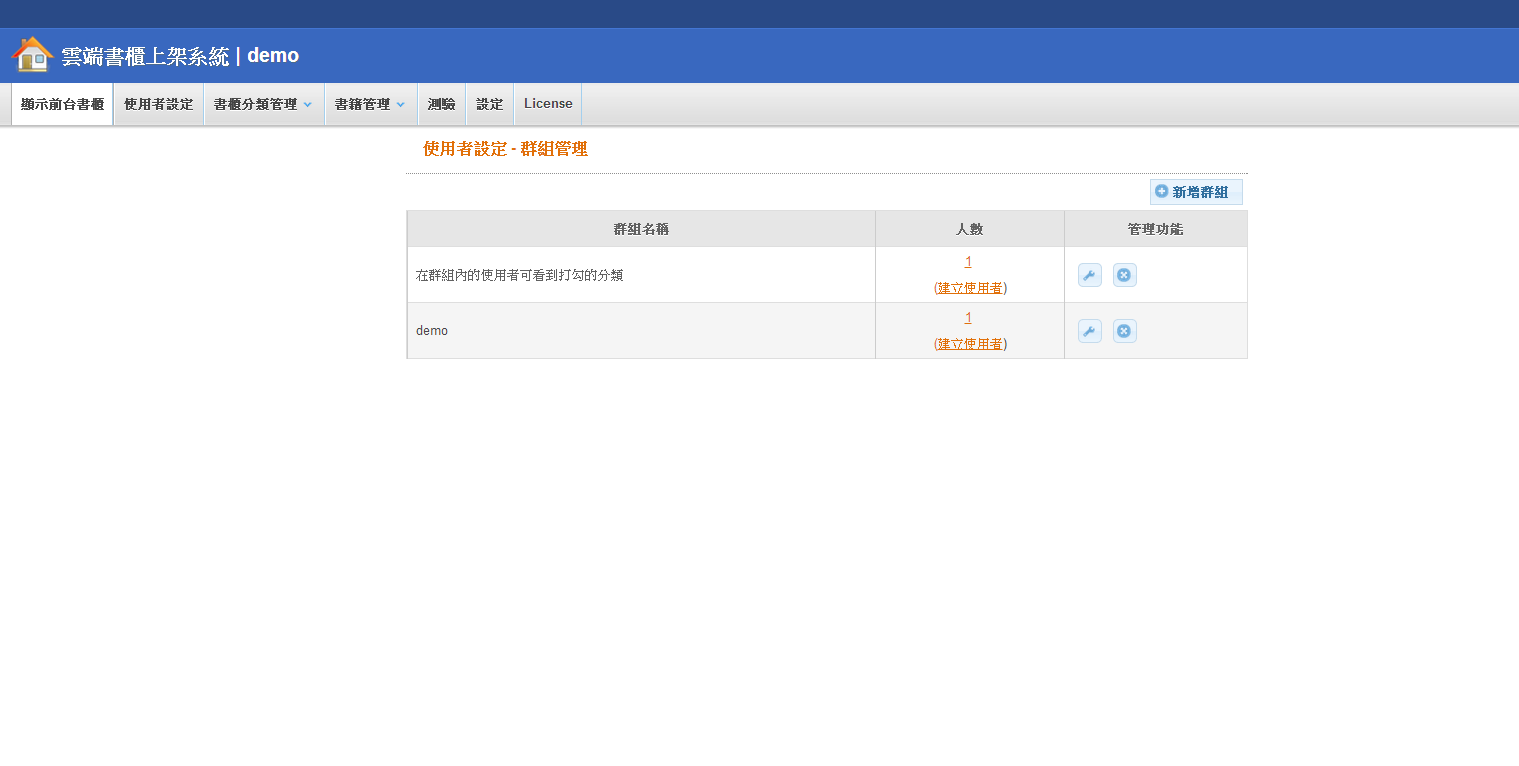 雲端書櫃上架系統 | demo
顯示前台書櫃 使用者設定 書櫃分類管理 書籍管理 測驗 設定 License
使用者設定 - 群組管理
新增群組
群組名稱 人數 管理功能
在群組內的使用者可看到打勾的分類 1
(建立使用者)
demo 1
(建立使用者)